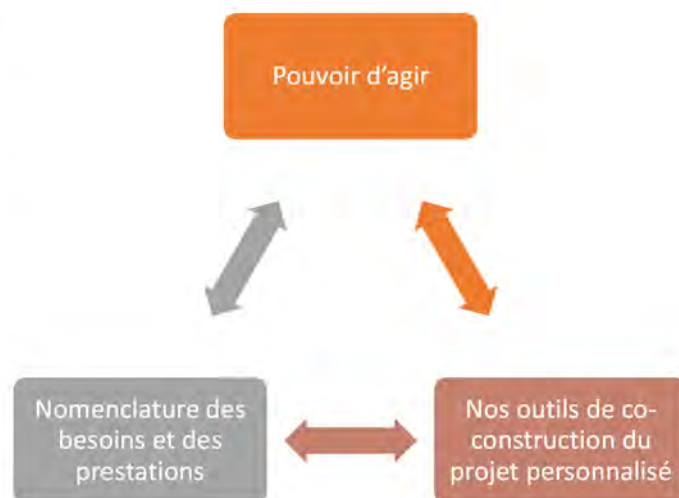 Pouvoir d'agir
Nomenclature des
besoins et des
prestations
Nos outils de co-
construction du
projet personnalisé